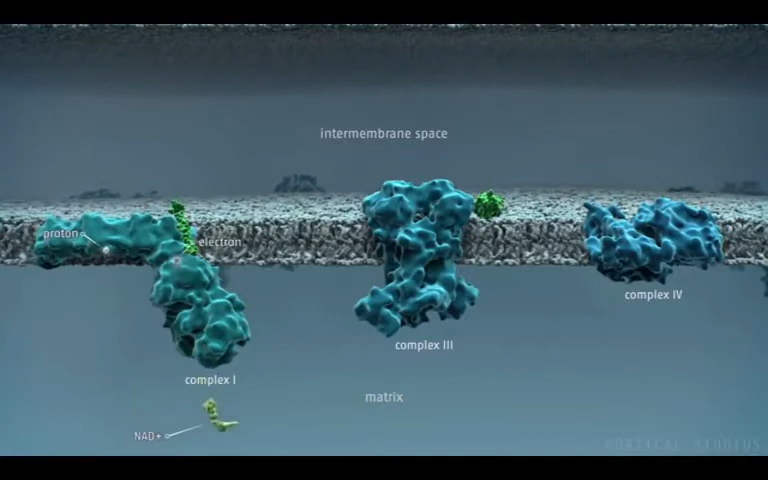 intermembrane space
proton
electron
complex IV
complex III
complex I
matrix
NAD+